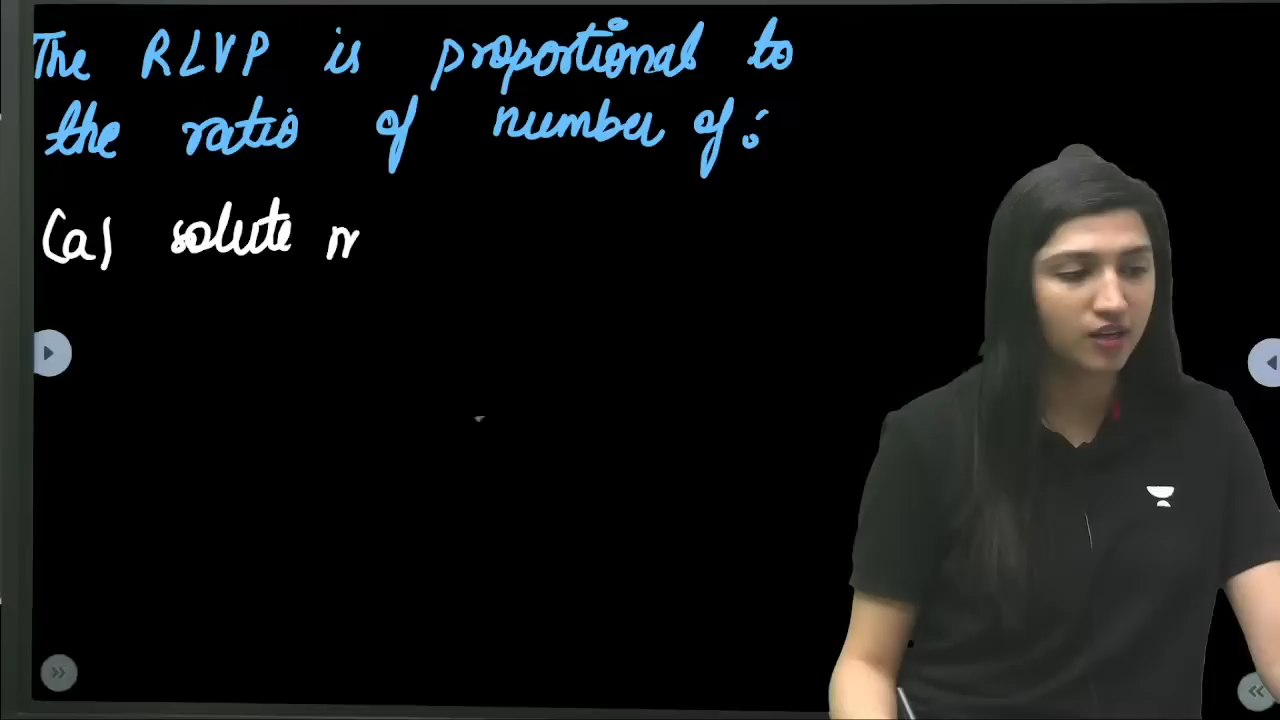 The RLVP is proportional to
the ratio of number of:
(a) solute m